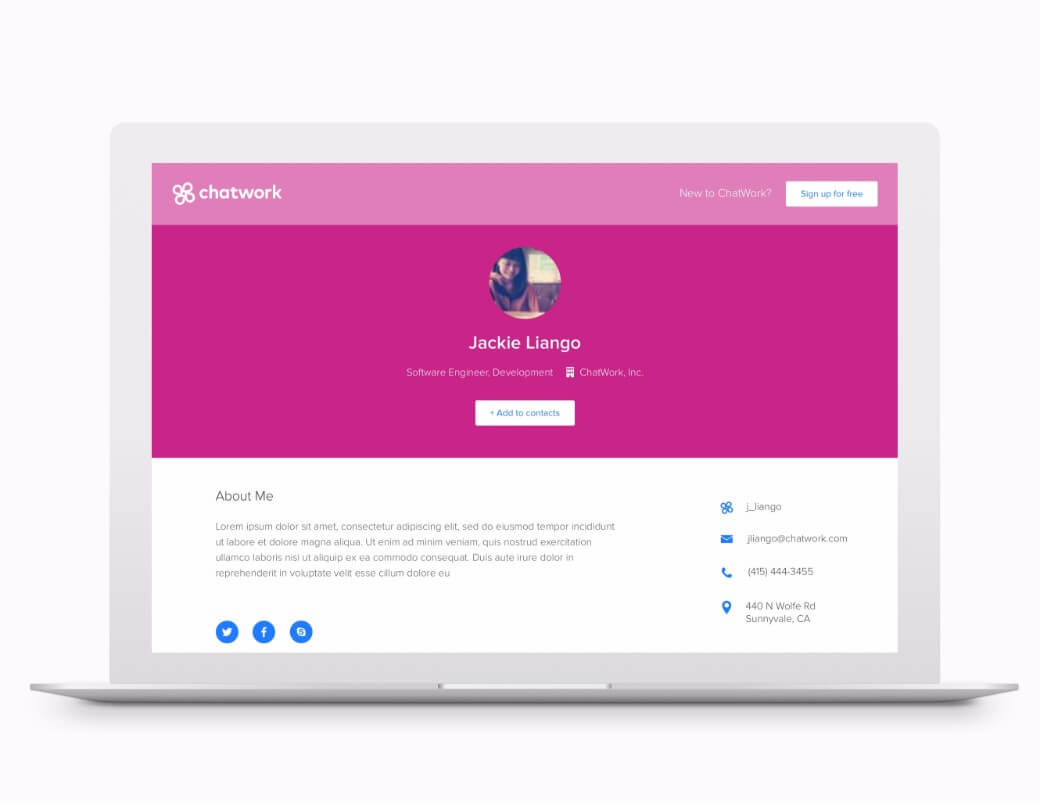 chatwork
New to ChatWork?
Sign up for free
Jackie Liango
Software Engineer, Development
ChatWork, Inc.
+ Add to contacts
About Me
Lorem ipsum dolor sit amet, consectetur adipiscing elit, sed do eiusmod tempor incididunt
ut labore et dolore magna aliqua. Ut enim ad minim veniam, quis nostrud exercitation
ullamco laboris nisi ut aliquip ex ea commodo consequat. Duis aute irure dolor in
reprehenderit in voluptate velit esse cillum dolore eu
j_liango
jliango@chatwork.com
(415) 444-3455
440 N Wolfe Rd
Sunnyvale, CA